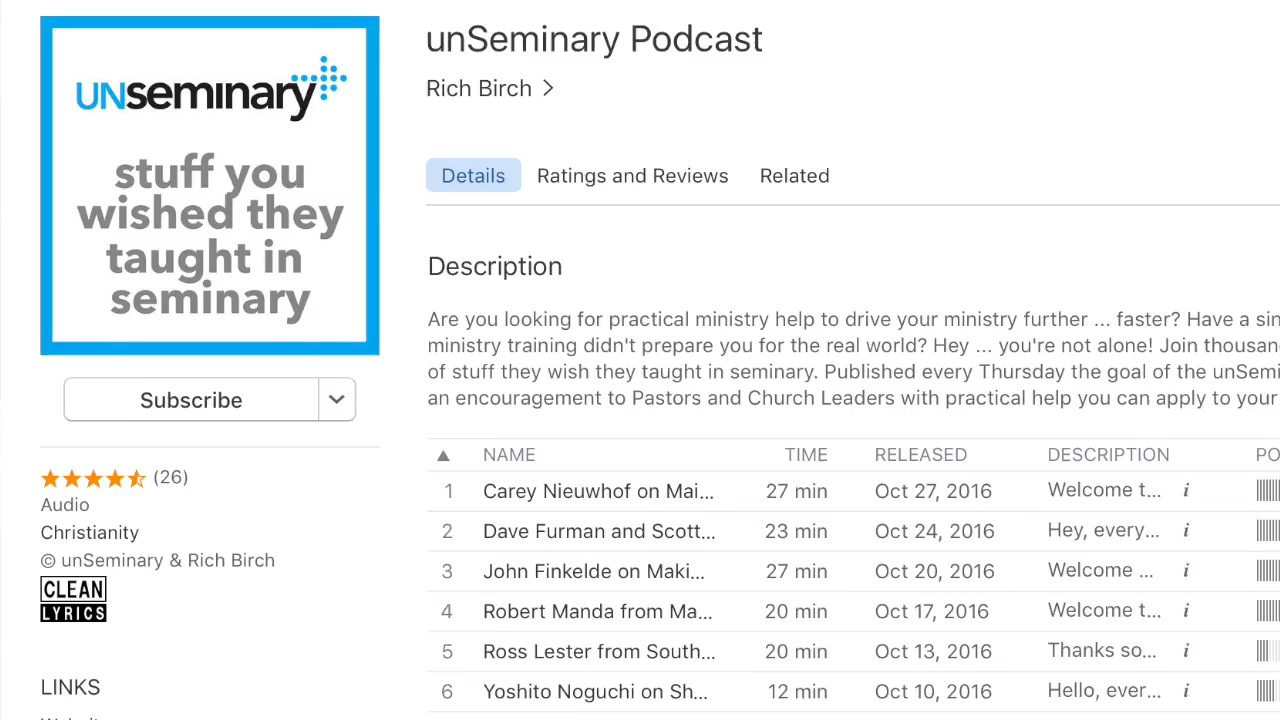 UNseminary
stuff you
wished they
taught in
seminary
Subscribe
(26)
Audio
Christianity
© unSeminary & Rich Birch
CLEAN
LYRICS
LINKS
unSeminary Podcast
Rich Birch
Details Ratings and Reviews Related
Description
Are you looking for practical ministry help to drive your ministry further ... faster? Have a
ministry training didn't prepare you for the real world? Hey ... you're not alone! Join
of stuff they wish they taught in seminary. Published every Thursday the goal of the
an encouragement to Pastors and Church Leaders with practical help you can apply to your
▲ NAME TIME RELEASED DESCRIPTION
1 Carey Nieuwhof on Mai... 27 min Oct 27, 2016 Welcome t... i
2 Dave Furman and Scott... 23 min Oct 24, 2016 Hey, every... i
3 John Finkelde on Maki... 27 min Oct 20, 2016 Welcome ... i
4 Robert Manda from Ma... 20 min Oct 17, 2016 Welcome t... i
5 Ross Lester from South... 20 min Oct 13, 2016 Thanks so... i
6 Yoshito Noguchi on Sh... 12 min Oct 10, 2016 Hello, ever... i